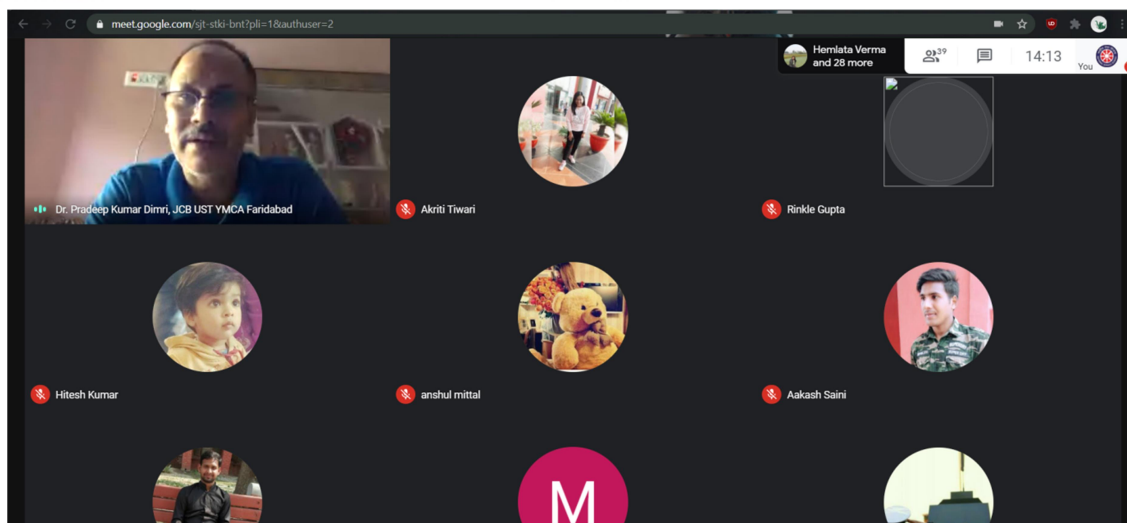 meet.google.com/sjt-stki-bnt?pli=1&authuser=2
Hemlata Verma
and 28 more
39
14:13
You
Dr. Pradeep Kumar Dimri, JCB UST YMCA Faridabad
Akriti Tiwari
Rinkle Gupta
Hitesh Kumar
anshul mittal
Aakash Saini
M